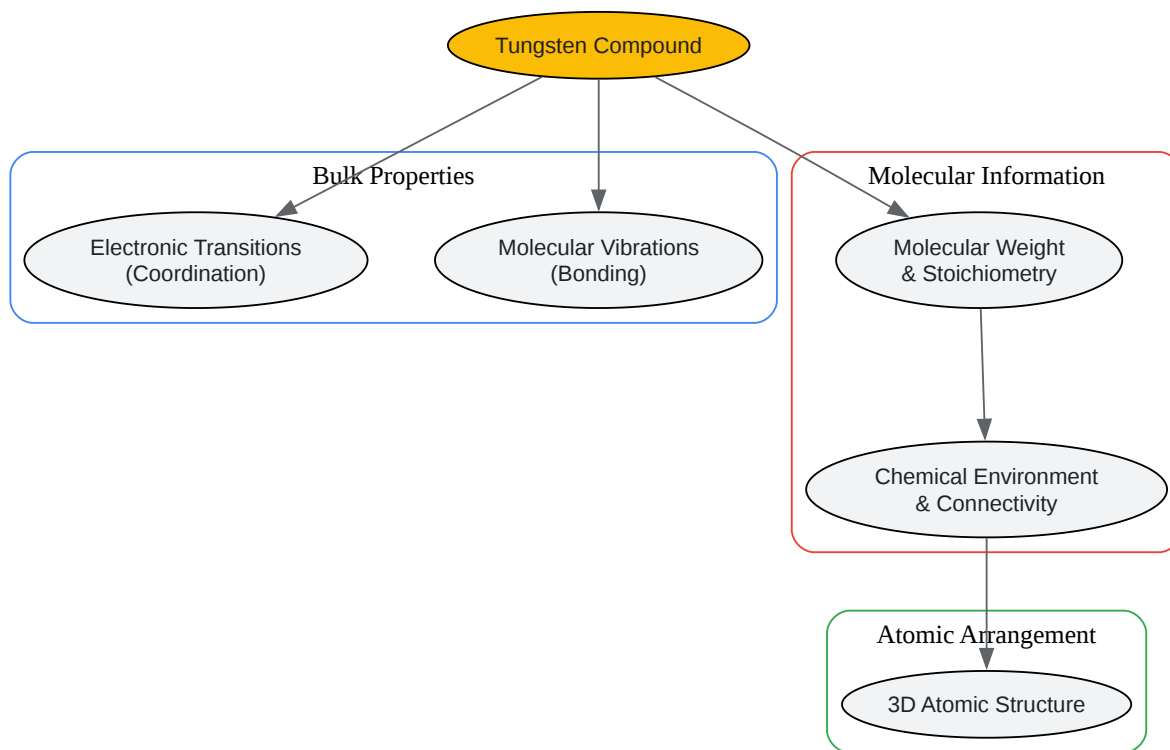 Tungsten Compound
Bulk Properties
Molecular Information
Electronic Transitions
(Coordination)
Molecular Vibrations
(Bonding)
Molecular Weight
& Stoichiometry
Chemical Environment
& Connectivity
Atomic Arrangement
3D Atomic Structure